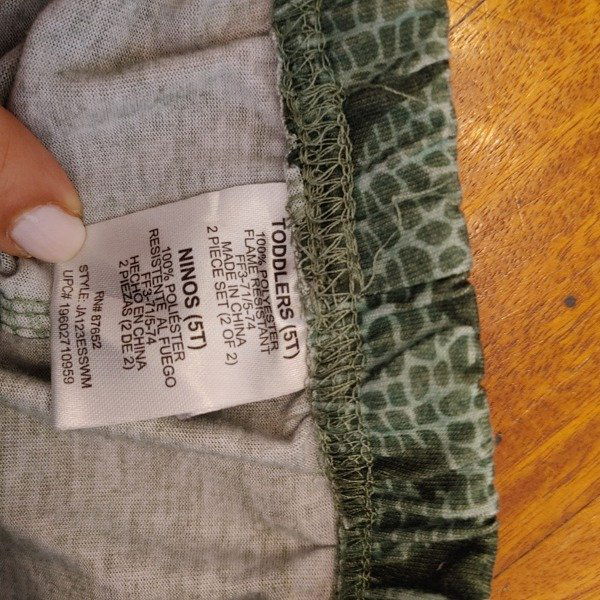 TODDLERS (5T)
100% POLYESTER
FLAME RESISTANT
FF3-71/5-74
MADE IN CHINA
2 PIECE SET (2 OF 2)
NINOS (5T)
100% POLIÉSTER
RESISTENTE AL FUEGO
FF3-71/5-74
HECHO EN CHINA
2 PIEZAS (2 DE 2)
RN# 87652
STYLE: JA123ESSWM
UPC# 19602710959